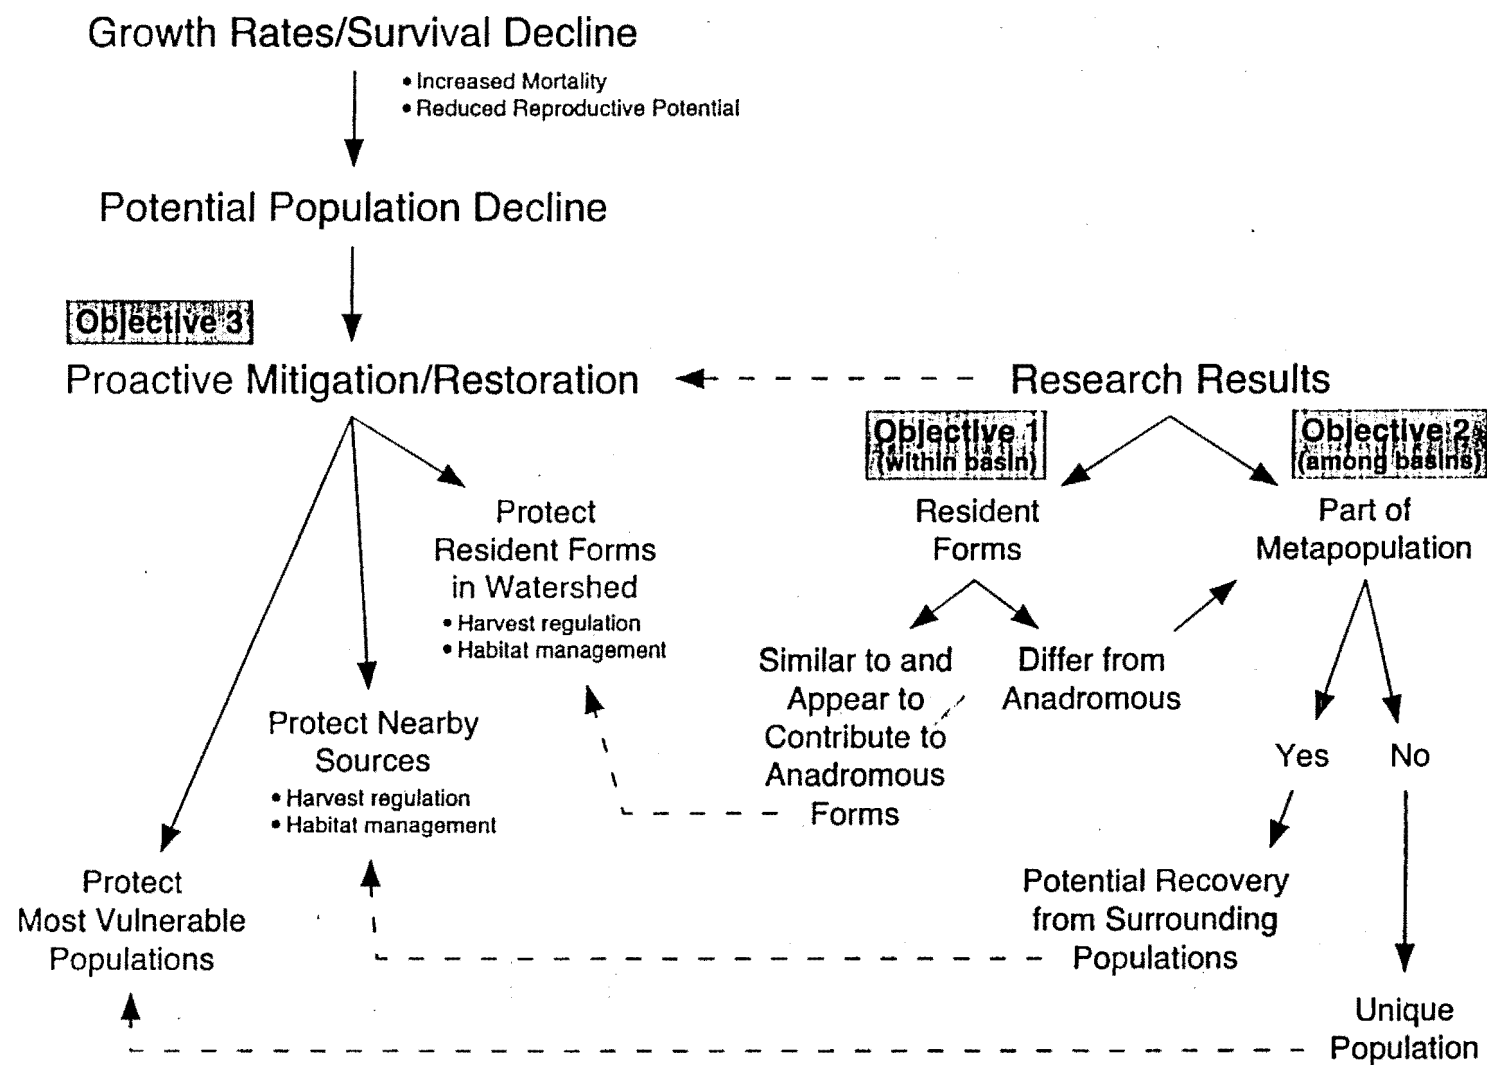 Growth Rates/Survival Decline
• Increased Mortality
• Reduced Reproductive Potential
Potential Population Decline
Objective 3
Proactive Mitigation/Restoration
Research Results
Objective 1
(within basin)
Objective 2
(among basins)
Protect
Resident Forms
in Watershed
• Harvest regulation
• Habitat management
Resident
Forms
Part of
Metapopulation
Similar to and
Appear to
Contribute to
Anadromous
Forms
Differ from
Anadromous
Protect Nearby
Sources
• Harvest regulation
• Habitat management
Yes
No
Protect
Most Vulnerable
Populations
Potential Recovery
from Surrounding
Populations
Unique
Population